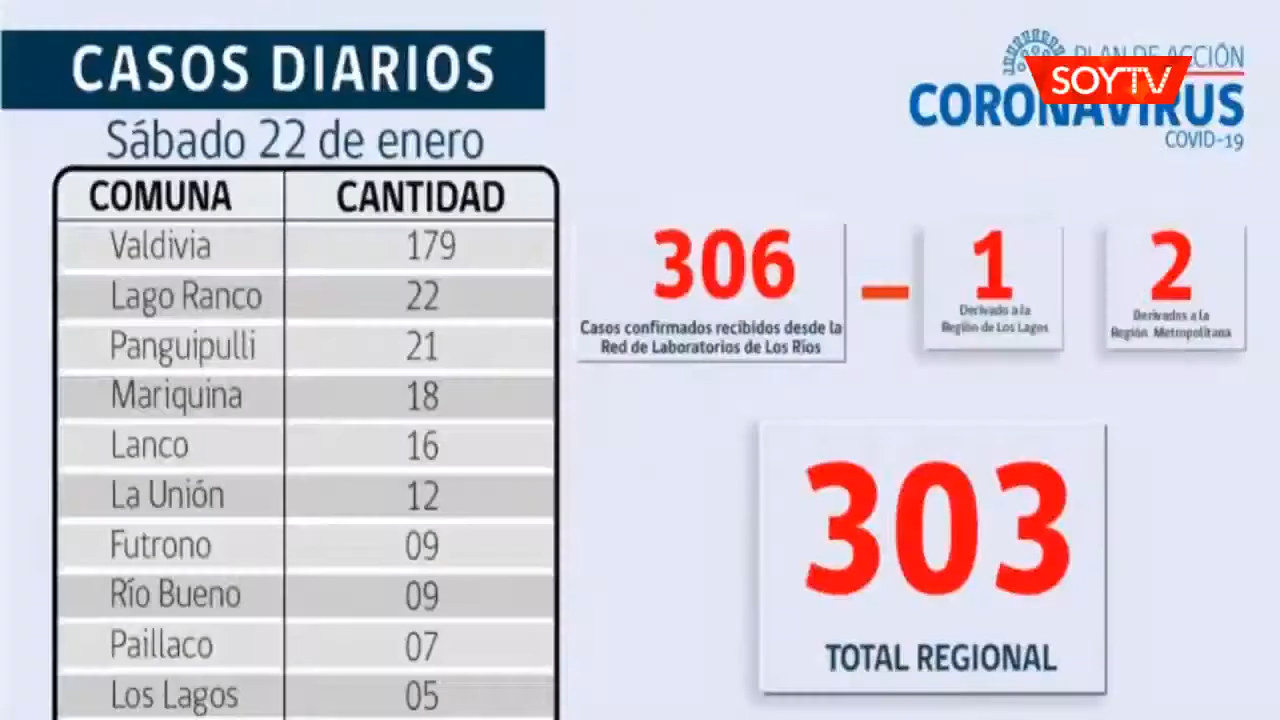 CASOS DIARIOS
Sábado 22 de enero
COMUNA CANTIDAD
Valdivia 179
Lago Ranco 22
Panguipulli 21
Mariquina 18
Lanco 16
La Unión 12
Futrono 09
Río Bueno 09
Paillaco 07
Los Lagos 05
PLAN DE ACCIÓN
SOYTV
CORONAVIRUS
COVID-19
306
Casos confirmados recibidos desde la
Red de Laboratorios de Los Ríos
–
1
Derivado a la
Región de Los Lagos
2
Derivados a la
Región Metropolitana
303
TOTAL REGIONAL